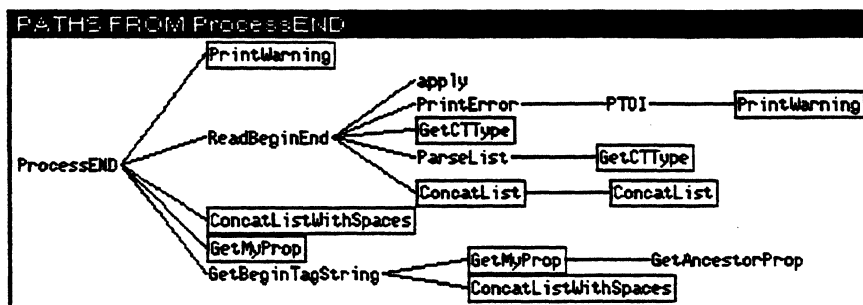 PATHS FROM ProcessEND
PrintWarning
apply
PrintError PTOI PrintWarning
GetCTType
ReadBeginEnd
ParseList GetCTType
ProcessEND
ConcatList ConcatList
ConcatListWithSpaces
GetMyProp
GetMyProp GetAncestorProp
GetBeginTagString
ConcatListWithSpaces